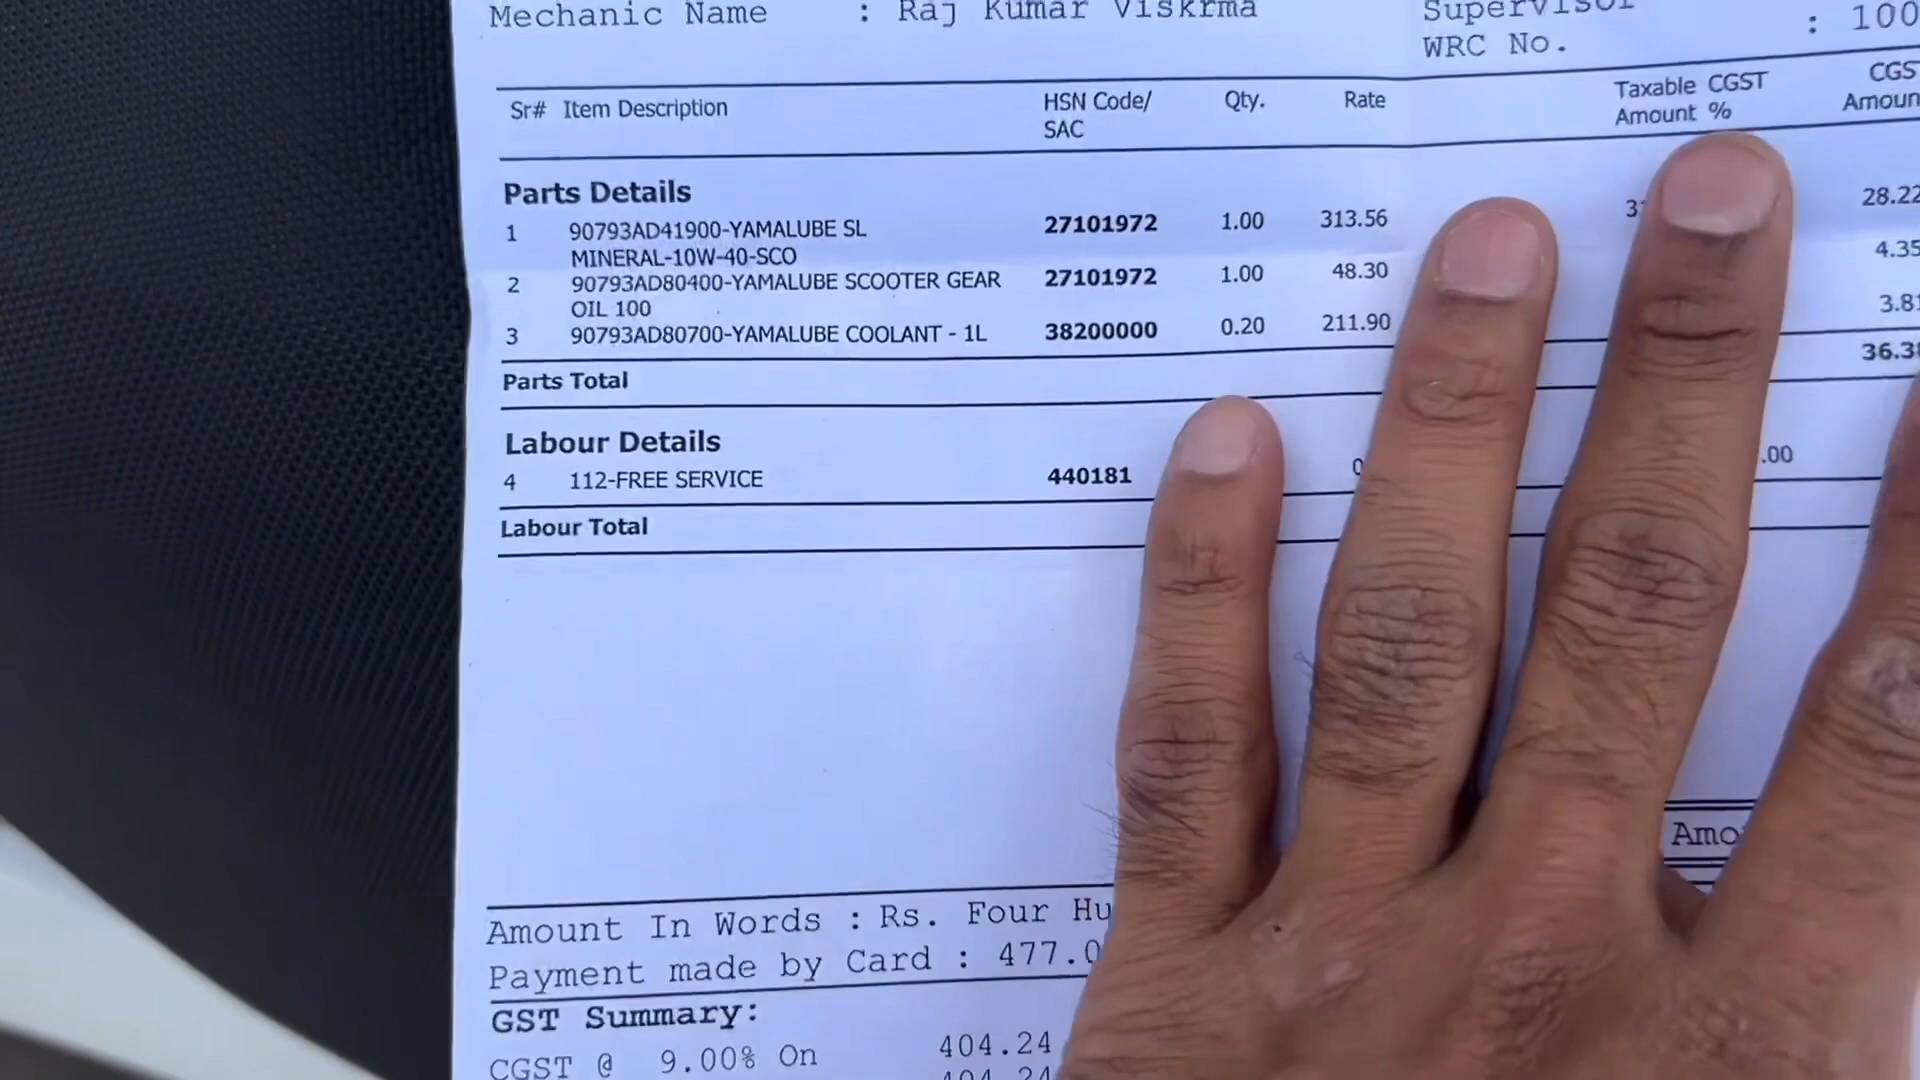 Mechanic Name : Raj Kumar Viskrma
Supervisor
WRC No. : 100
Sr# Item Description HSN Code/ SAC Qty. Rate Taxable Amount CGST % CGS Amoun
Parts Details
1 90793AD41900-YAMALUBE SL 27101972 1.00 313.56 28.22
MINERAL-10W-40-SCO
2 90793AD80400-YAMALUBE SCOOTER GEAR 27101972 1.00 48.30 4.35
OIL 100
3 90793AD80700-YAMALUBE COOLANT - 1L 38200000 0.20 211.90 3.81
Parts Total 36.3
Labour Details
4 112-FREE SERVICE 440181 0 .00
Labour Total
Amo
Amount In Words : Rs. Four Hu
Payment made by Card : 477.0
GST Summary:
CGST @ 9.00% On 404.24
404.24